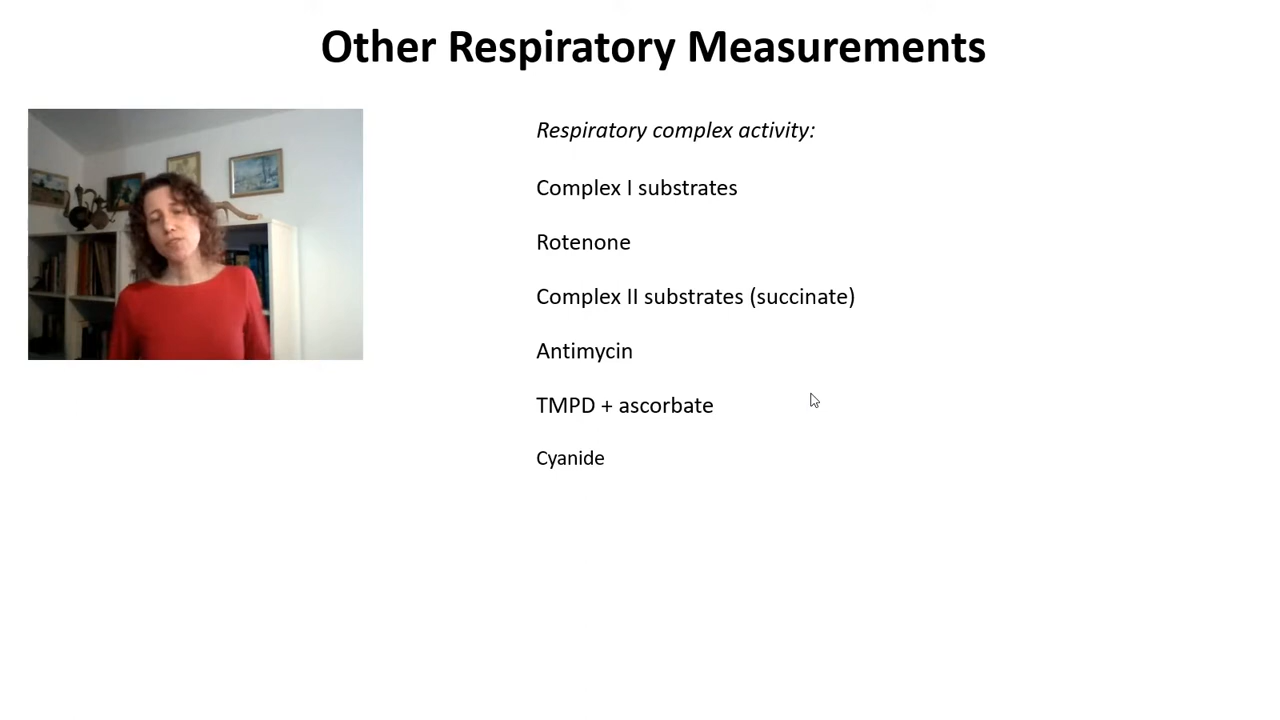 Other Respiratory Measurements
Respiratory complex activity:
Complex I substrates
Rotenone
Complex II substrates (succinate)
Antimycin
TMPD + ascorbate
Cyanide